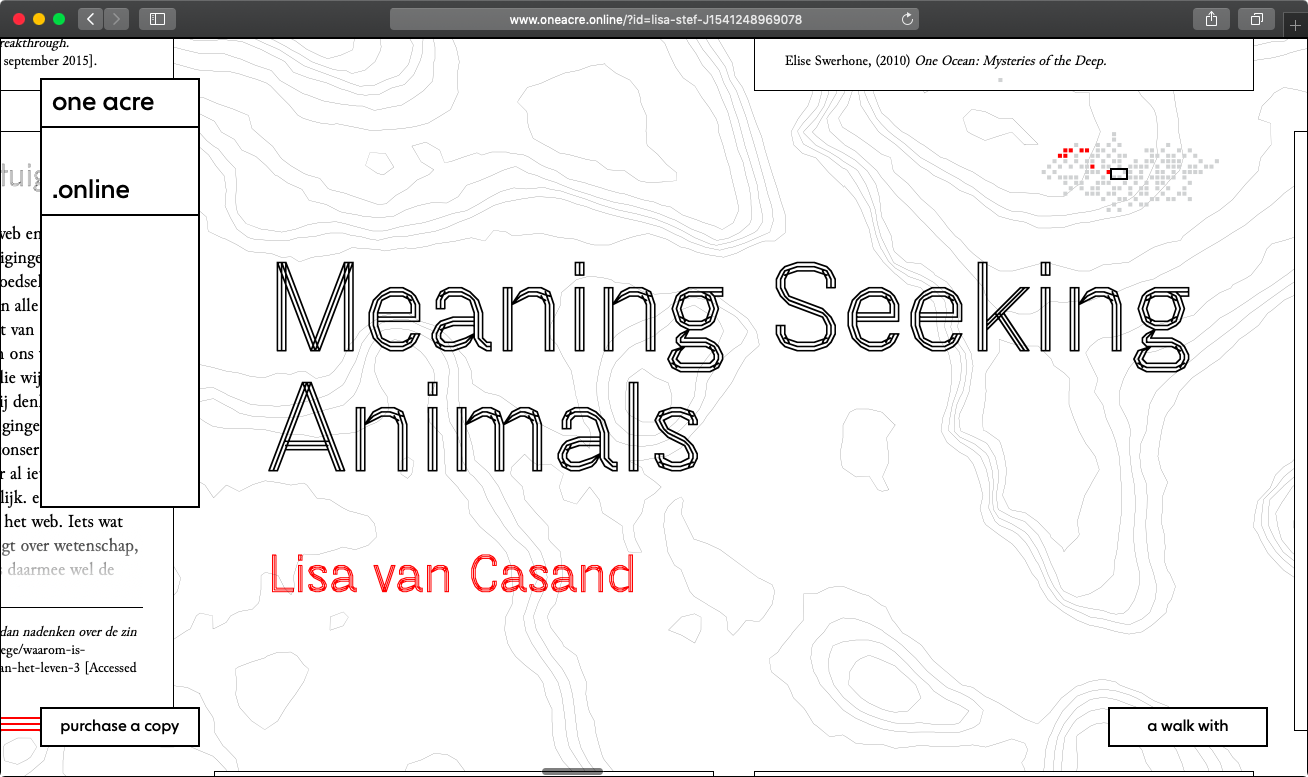 www.oneacre.online/?id=lisa-stef-J1541248969078
reakthrough.
september 2015].
Elise Swerhone, (2010) One Ocean: Mysteries of the Deep.
one acre
.online
tuig
web en
iginge
oedsel
n alle
t van
n ons
die wij
ij den
ginge
onser
r al ie
lijk. e
het web. Iets wat
gt over wetenschap,
s daarmee wel de
Meaning Seeking
Animals
Lisa van Casand
dan nadenken over de zin
ege/waarom-is-
an-het-leven-3 [Accessed
purchase a copy
a walk with